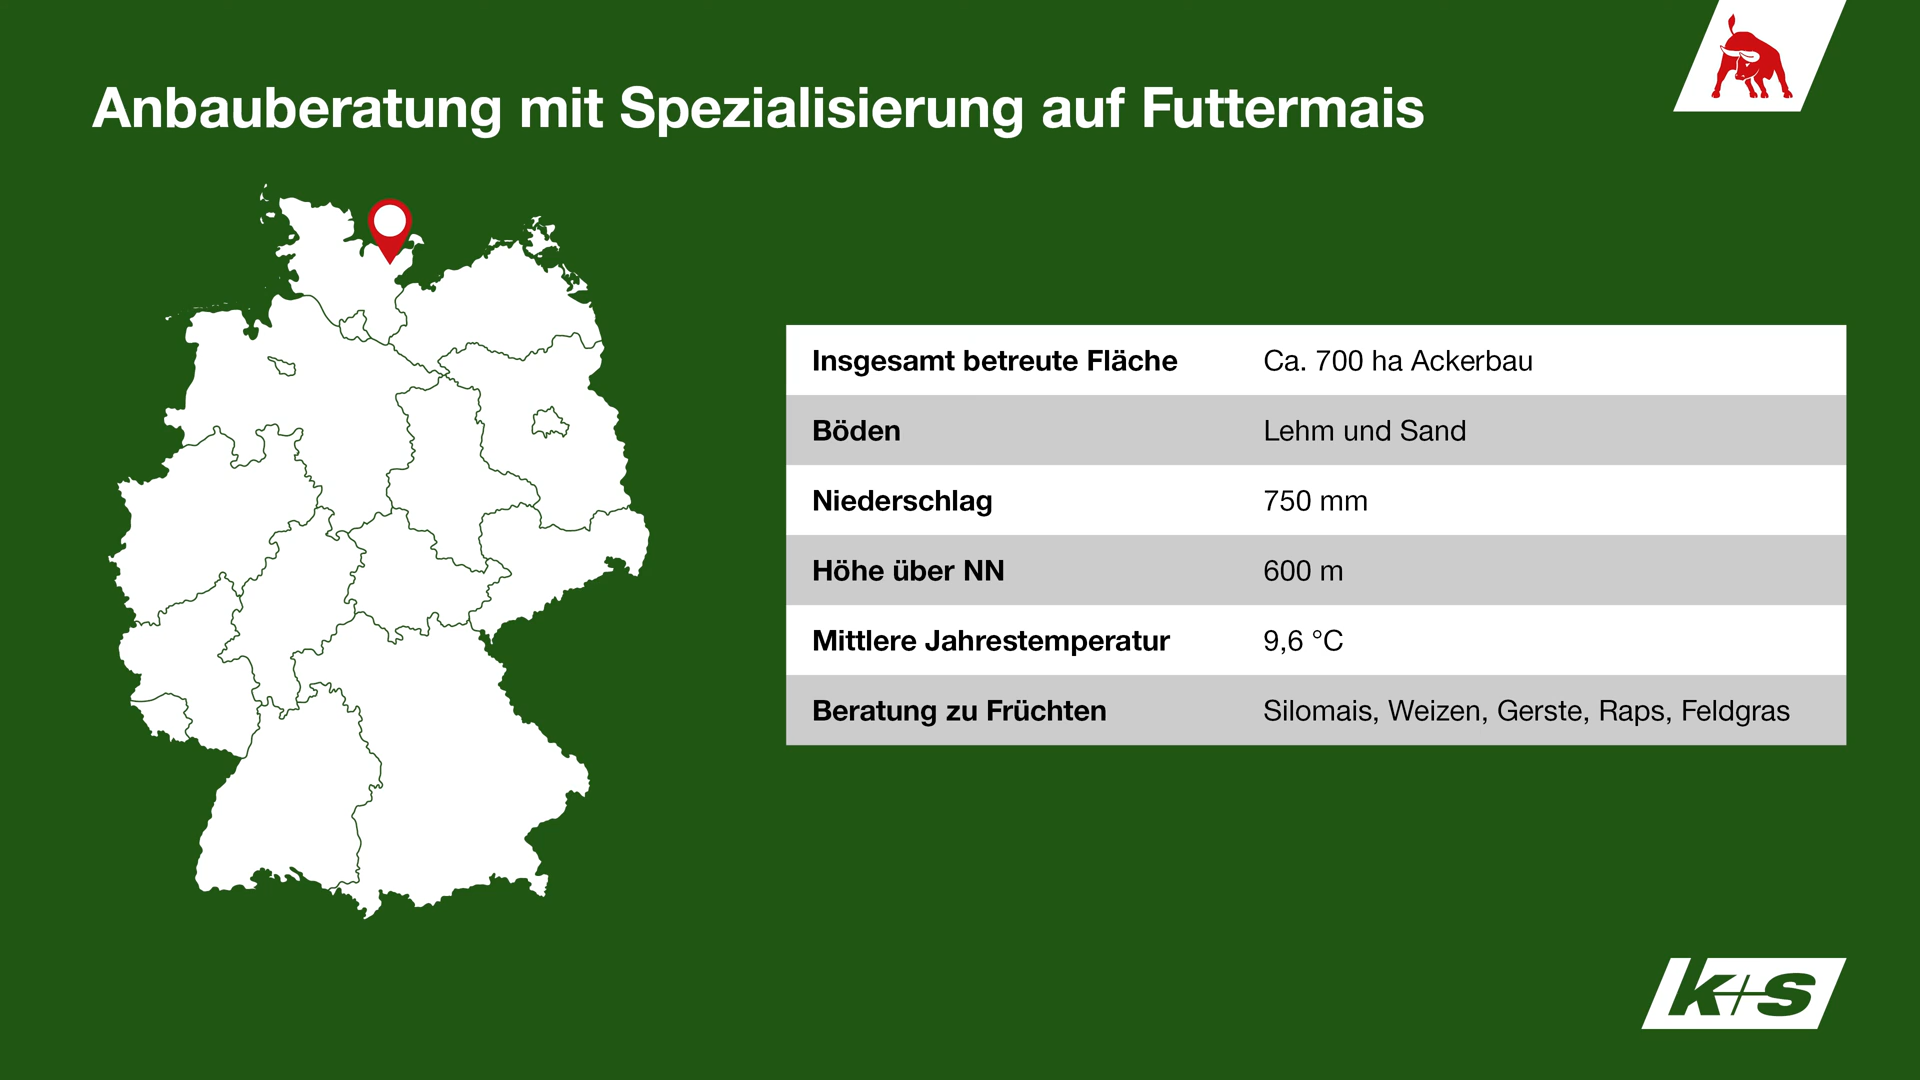 Anbauberatung mit Spezialisierung auf Futtermais
Insgesamt betreute Fläche Ca. 700 ha Ackerbau
Böden Lehm und Sand
Niederschlag 750 mm
Höhe über NN 600 m
Mittlere Jahrestemperatur 9,6 °C
Beratung zu Früchten Silomais, Weizen, Gerste, Raps, Feldgras
K+S